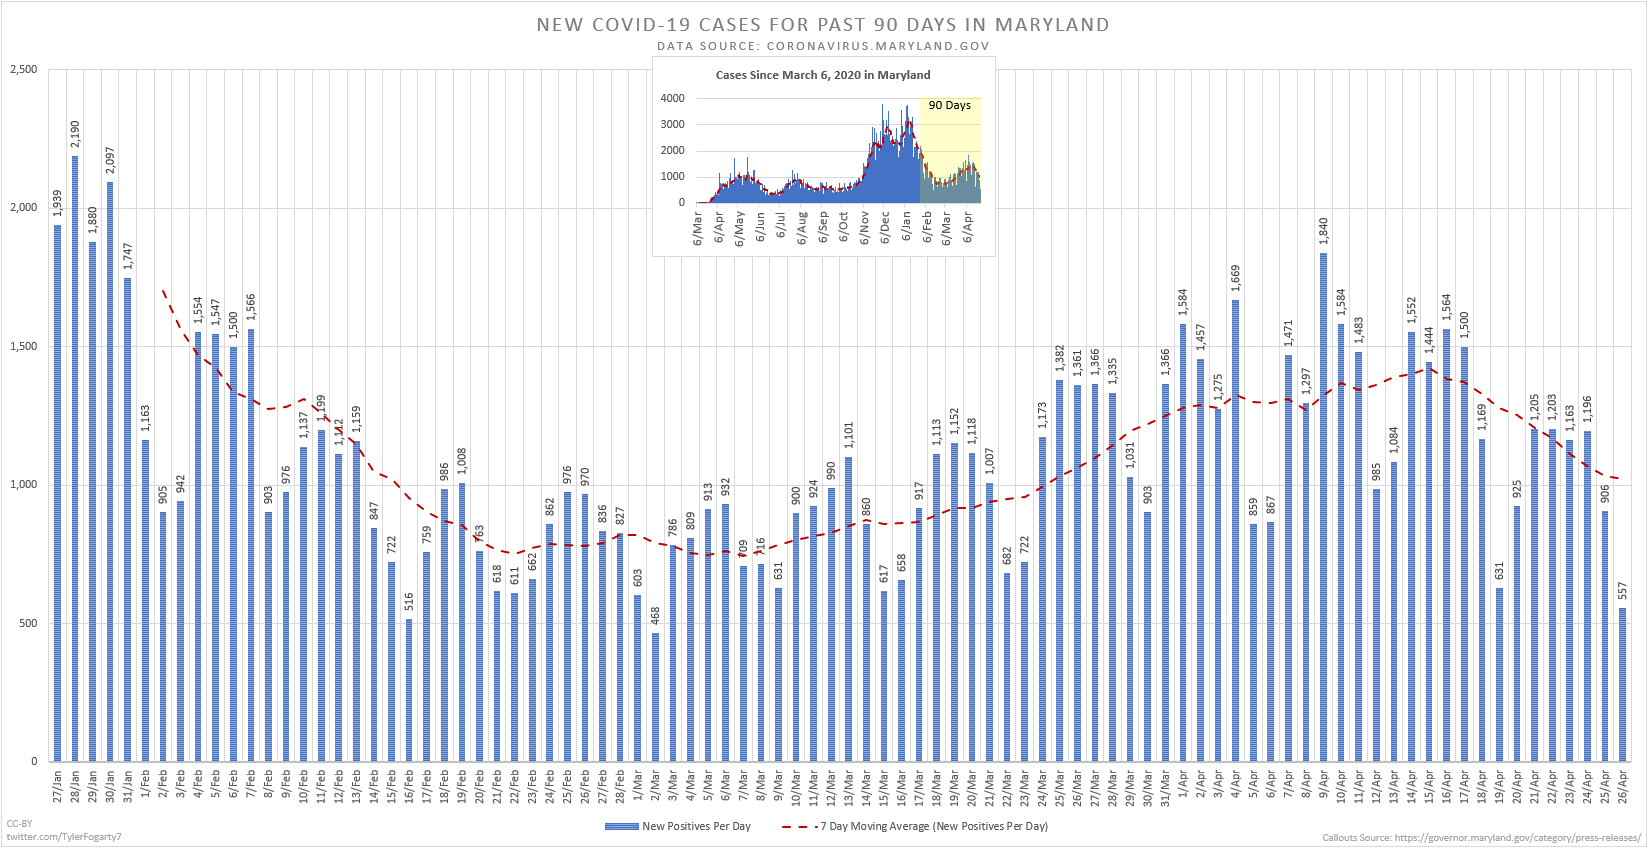 NEW COVID-19 CASES FOR PAST 90 DAYS IN MARYLAND
DATA SOURCE: CORONAVIRUS.MARYLAND.GOV
Cases Since March 6, 2020 in Maryland
90 Days
4000
3000
2000
1000
0
6/Mar
6/Apr
6/May
6/Jun
6/Jul
6/Aug
6/Sep
6/Oct
6/Nov
6/Dec
6/Jan
6/Feb
6/Mar
6/Apr
2,500
2,000
1,500
1,000
500
0
1,939
2,190
1,880
2,097
1,747
1,163
905
942
1,554
1,547
1,500
1,566
903
976
1,137
1,199
1,112
1,159
847
722
516
759
986
1,008
763
618
611
662
862
976
970
836
827
603
468
786
809
913
932
709
716
631
900
924
990
1,101
860
617
658
917
1,113
1,152
1,118
1,007
682
722
1,173
1,382
1,361
1,366
1,335
1,031
903
1,366
1,584
1,457
1,275
1,669
859
867
1,471
1,297
1,840
1,584
1,483
985
1,084
1,552
1,444
1,564
1,500
1,169
631
925
1,205
1,203
1,163
1,196
906
557
27/Jan
28/Jan
29/Jan
30/Jan
31/Jan
1/Feb
2/Feb
3/Feb
4/Feb
5/Feb
6/Feb
7/Feb
8/Feb
9/Feb
10/Feb
11/Feb
12/Feb
13/Feb
14/Feb
15/Feb
16/Feb
17/Feb
18/Feb
19/Feb
20/Feb
21/Feb
22/Feb
23/Feb
24/Feb
25/Feb
26/Feb
27/Feb
28/Feb
1/Mar
2/Mar
3/Mar
4/Mar
5/Mar
6/Mar
7/Mar
8/Mar
9/Mar
10/Mar
11/Mar
12/Mar
13/Mar
14/Mar
15/Mar
16/Mar
17/Mar
18/Mar
19/Mar
20/Mar
21/Mar
22/Mar
23/Mar
24/Mar
25/Mar
26/Mar
27/Mar
28/Mar
29/Mar
30/Mar
31/Mar
1/Apr
2/Apr
3/Apr
4/Apr
5/Apr
6/Apr
7/Apr
8/Apr
9/Apr
10/Apr
11/Apr
12/Apr
13/Apr
14/Apr
15/Apr
16/Apr
17/Apr
18/Apr
19/Apr
20/Apr
21/Apr
22/Apr
23/Apr
24/Apr
25/Apr
26/Apr
New Positives Per Day
7 Day Moving Average (New Positives Per Day)
CC-BY
twitter.com/TylerFogarty7
Callouts Source: https://governor.maryland.gov/category/press-releases/